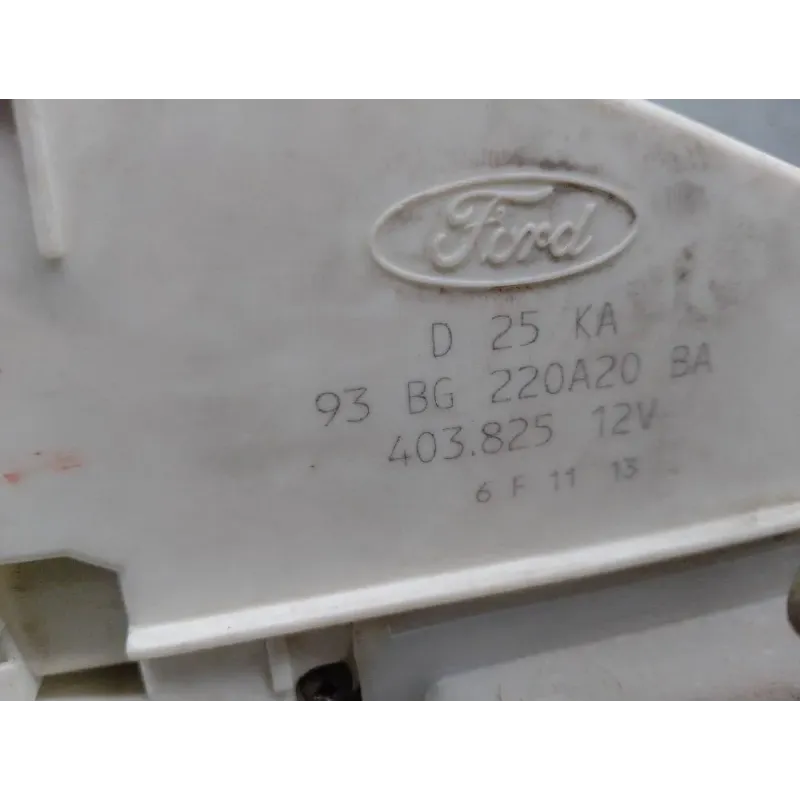 Ford
D 25 KA
93 BG 220A20 BA
403.825 12V
6 F 11 13